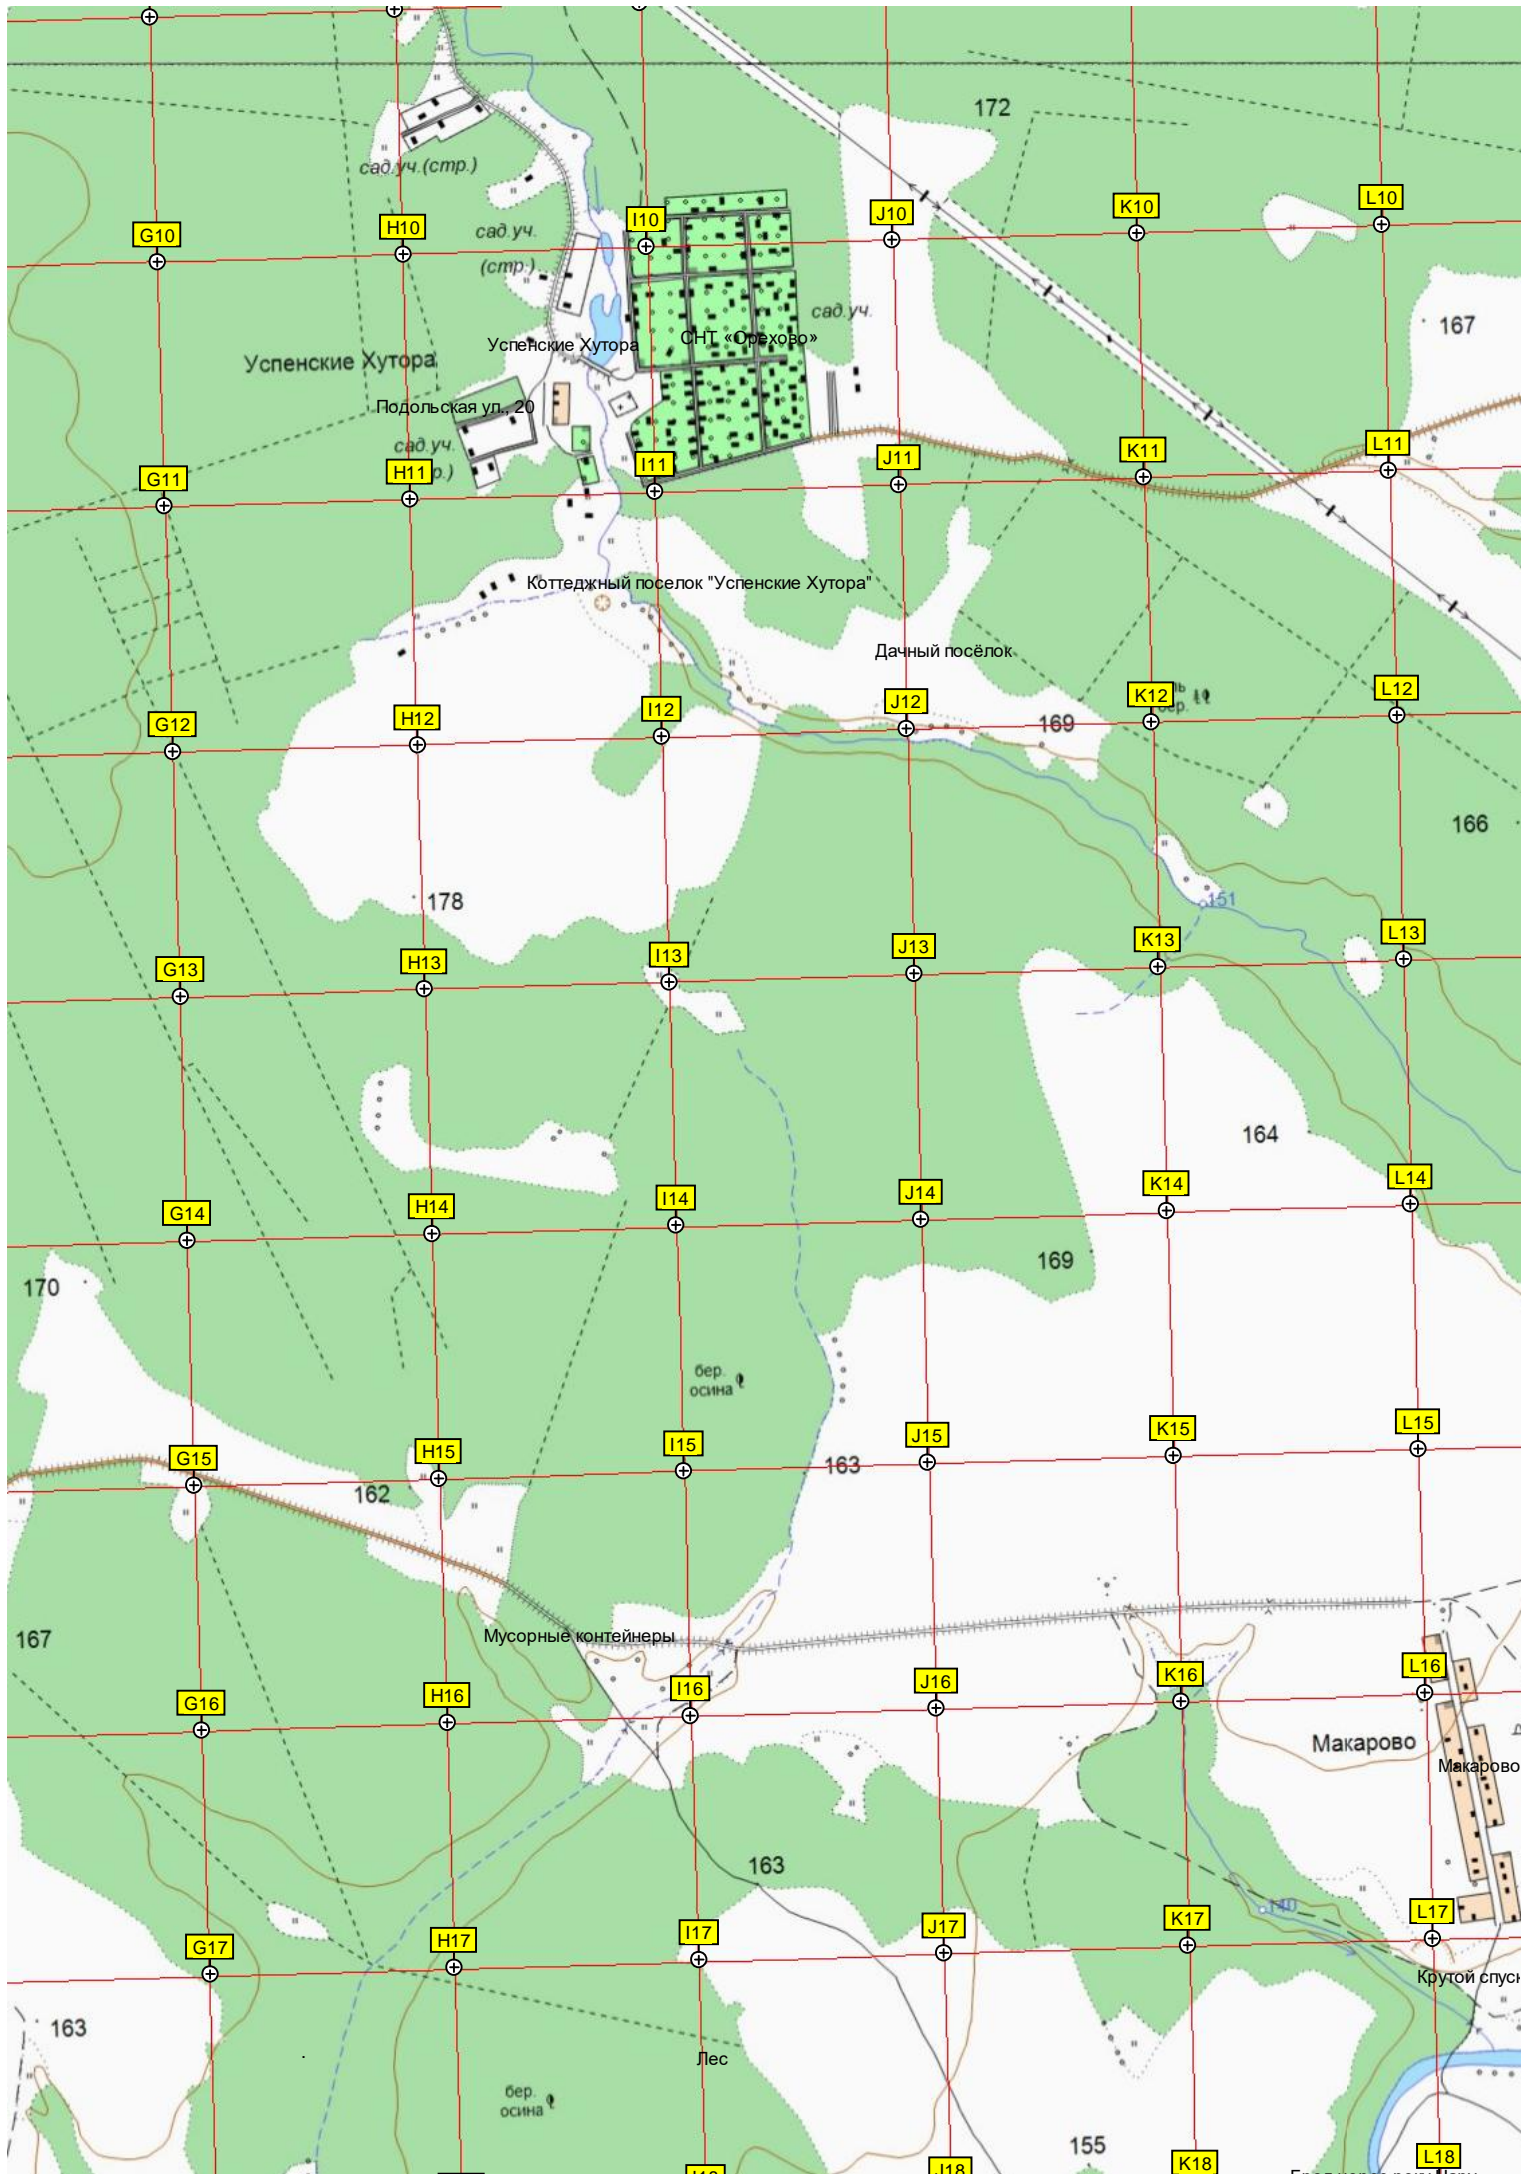 172
сад.уч.(стр.)
G10
H10
I10
J10
K10
L10
сад.уч.
(стр.)
сад.уч.
167
Успенские Хутора
Успенские Хутора
СНТ «Орехово»
Подольская ул., 20
сад.уч.
G11
H11
р.)
I11
J11
K11
L11
Коттеджный поселок "Успенские Хутора"
Дачный посёлок
G12
H12
I12
J12
169
K12
бер.
L12
166
178
151
G13
H13
I13
J13
K13
L13
164
G14
H14
I14
J14
K14
L14
170
169
бер.
осина
G15
H15
I15
J15
K15
L15
162
163
167
Мусорные контейнеры
G16
H16
I16
J16
K16
L16
Макарово
Макарово
163
140
G17
H17
I17
J17
K17
L17
Крутой спуск
163
Лес
бер.
осина
155
J18
K18
L18